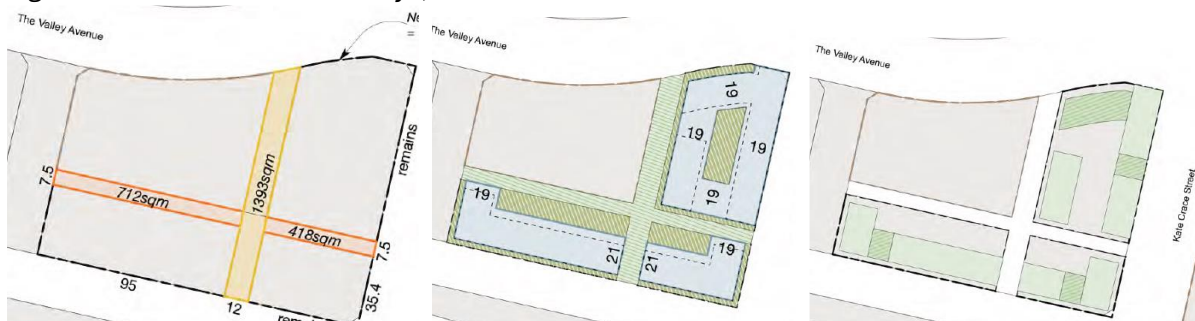 The Valley Avenue
=
7.5
712sqm
1393sqm
418sqm
7.5
remains
95
12
35.4
The Valley Avenue
19
19
19
19
19
21
21
19
The Valley Avenue
Kate Crace Street